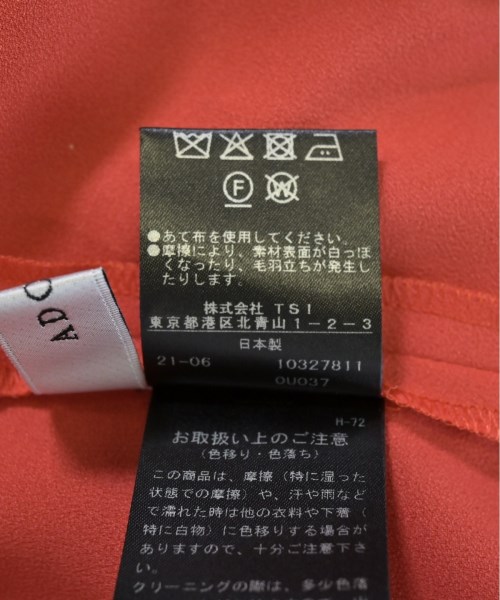 F
W
●あて布を使用してください。
●摩擦により、素材表面が白っぽ
くなったり、毛羽立ちが発生し
たりします。
株式会社 TSI
東京都港区北青山1-2-3
日本製
21-06 10327811
0U037
ADO
H-72
お取扱い上のご注意
(色移り・色落ち)
この商品は、摩擦(特に湿った
状態での摩擦)や、汗や雨など
で濡れた時は他の衣料や下着(
特に白物)に色移りする場合が
ありますので、十分ご注意下さ
い。
クリーニングの際は、多少色落